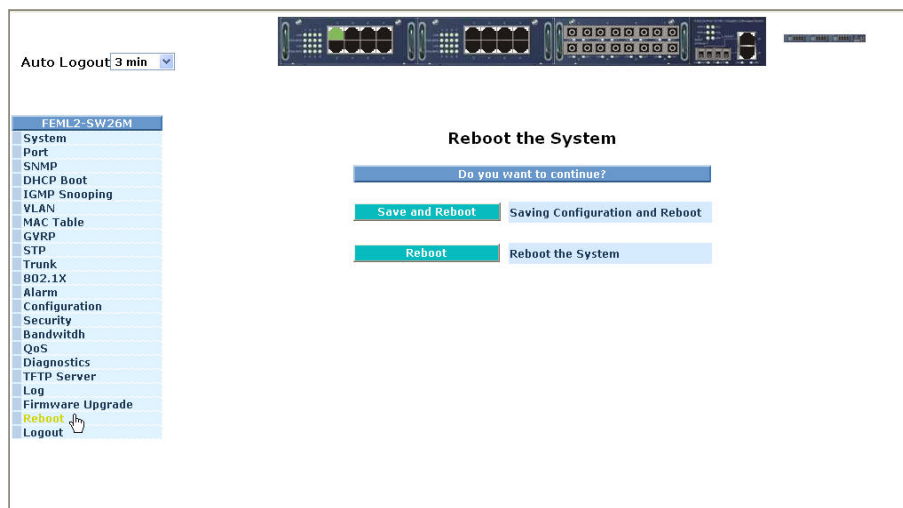 Auto Logout 3 min
FEML2-SW26M
System
Port
SNMP
DHCP Boot
IGMP Snooping
VLAN
MAC Table
GVRP
STP
Trunk
802.1X
Alarm
Configuration
Security
Bandwitdh
QoS
Diagnostics
TFTP Server
Log
Firmware Upgrade
Reboot
Logout
Reboot the System
Do you want to continue?
Save and Reboot Saving Configuration and Reboot
Reboot Reboot the System